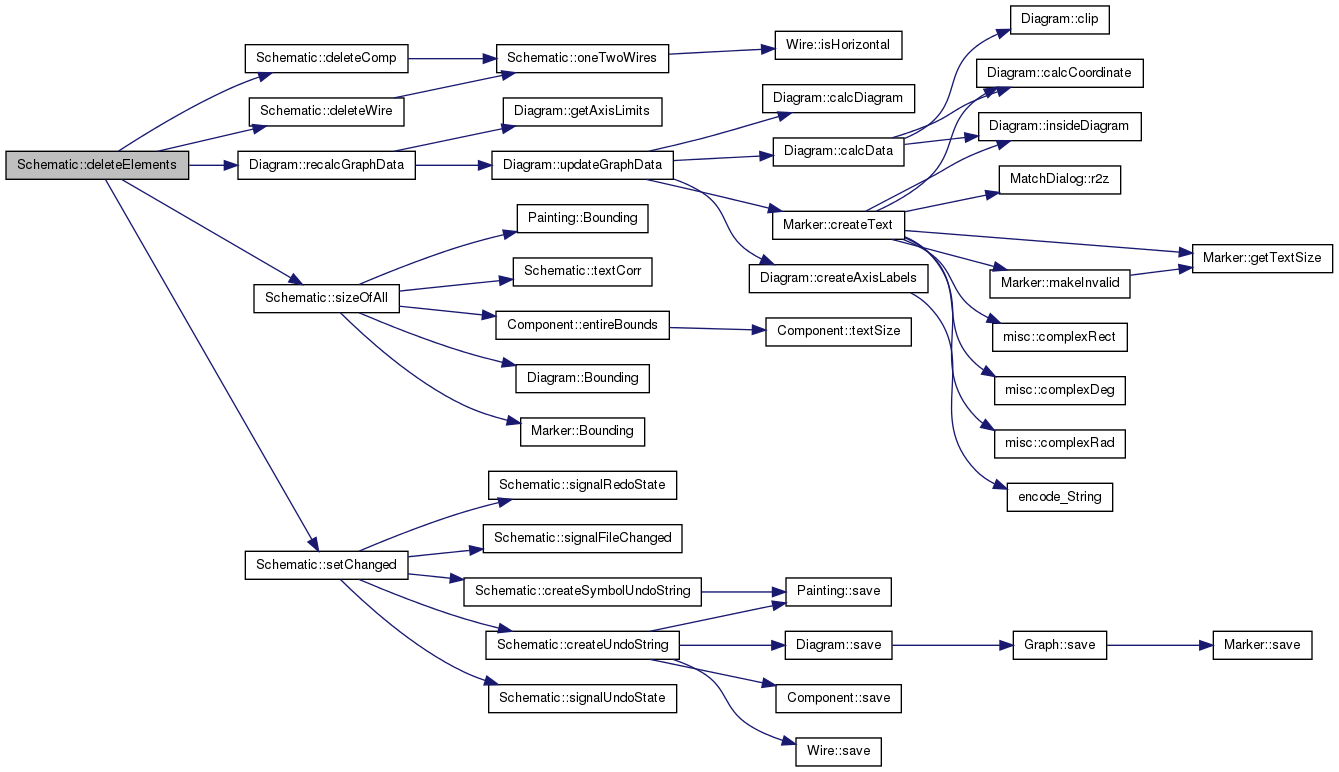 Schematic::deleteElements
Schematic::deleteComp
Schematic::deleteWire
Diagram::recalcGraphData
Schematic::sizeOfAll
Schematic::setChanged
Schematic::oneTwoWires
Diagram::getAxisLimits
Diagram::updateGraphData
Painting::Bounding
Schematic::textCorr
Component::entireBounds
Diagram::Bounding
Marker::Bounding
Schematic::signalRedoState
Schematic::signalFileChanged
Schematic::createSymbolUndoString
Schematic::createUndoString
Schematic::signalUndoState
Wire::isHorizontal
Diagram::calcDiagram
Diagram::calcData
Marker::createText
Diagram::createAxisLabels
Component::textSize
Painting::save
Diagram::save
Component::save
Wire::save
Diagram::clip
Diagram::calcCoordinate
Diagram::insideDiagram
MatchDialog::r2z
Marker::makeInvalid
misc::complexRect
misc::complexDeg
misc::complexRad
encode_String
Graph::save
Marker::getTextSize
Marker::save